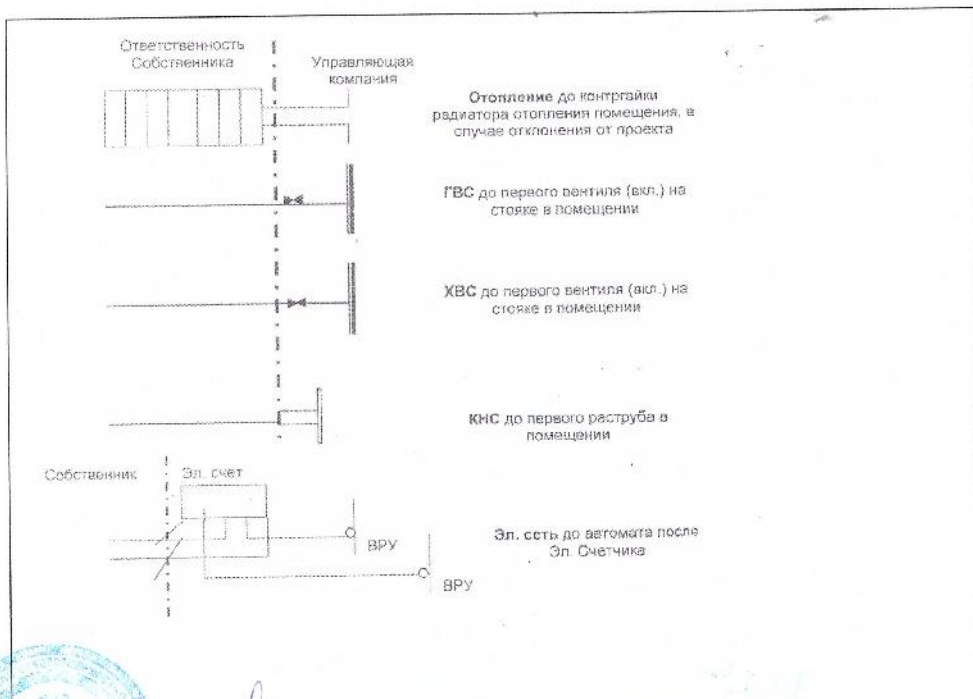 Ответственность
Собственника
Управляющая
компания
Отопление до контргайки
радиатора отопления помещения, в
случае отклонения от проекта
ГВС до первого вентиля (вкл.) на
стояке в помещении
ХВС до первого вентиля (вкл.) на
стояке в помещении
КНС до первого раструба в
помещении
Собственник
Эл. счет
ВРУ
ВРУ
Эл. сеть до автомата после
Эл. Счетчика